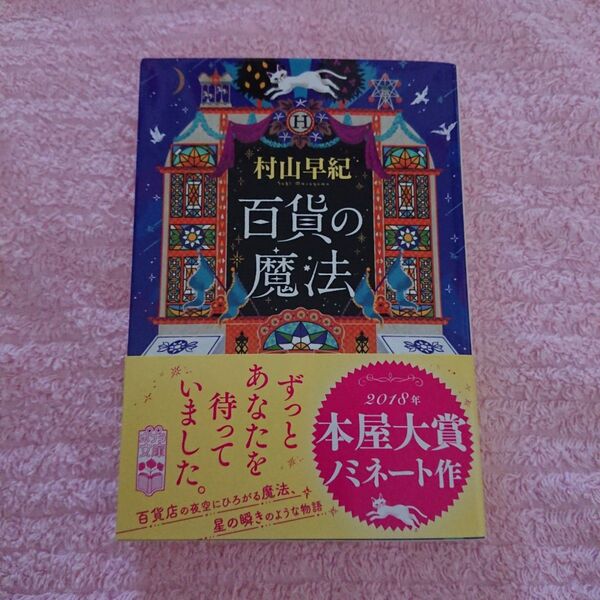 H
村山早紀
Saki Murayama
百貨の
魔法
ずっと
あなたを
待って
いました。
百貨店の夜空にひろがる魔法、
星の瞬きのような物語
2018年
本屋大賞
ノミネート作